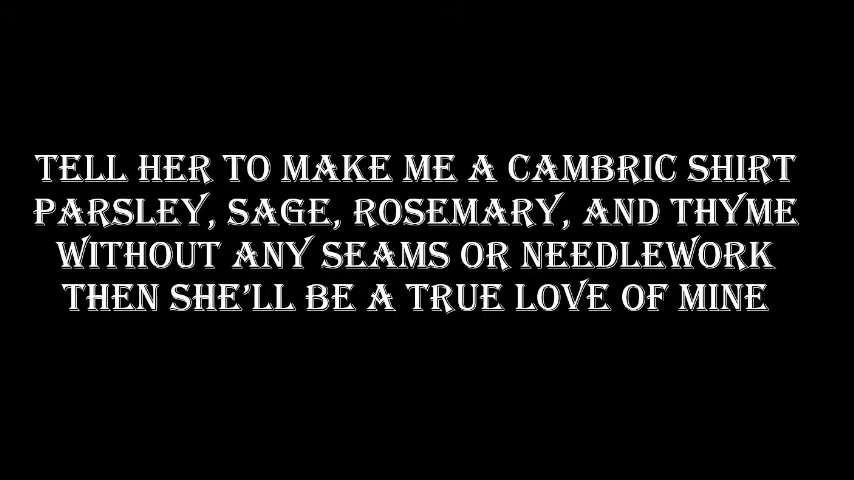 TELL HER TO MAKE ME A CAMBRIC SHIRT
PARSLEY, SAGE, ROSEMARY, AND THYME
WITHOUT ANY SEAMS OR NEEDLEWORK
THEN SHE'LL BE A TRUE LOVE OF MINE